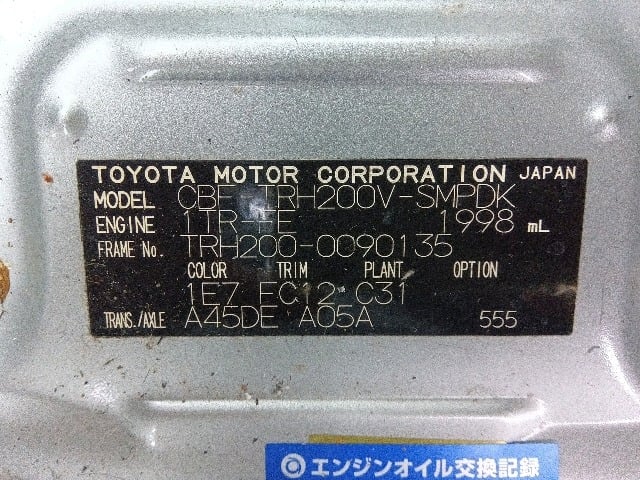 TOYOTA MOTOR CORPORATION JAPAN
MODEL CBF-TRH200V-SMPDK
ENGINE 1TR-FE 1998 mL
FRAME No. TRH200-0090135
COLOR TRIM PLANT OPTION
1E7 FC12 C31
TRANS./AXLE A45DE A05A 555
エンジンオイル交換記録